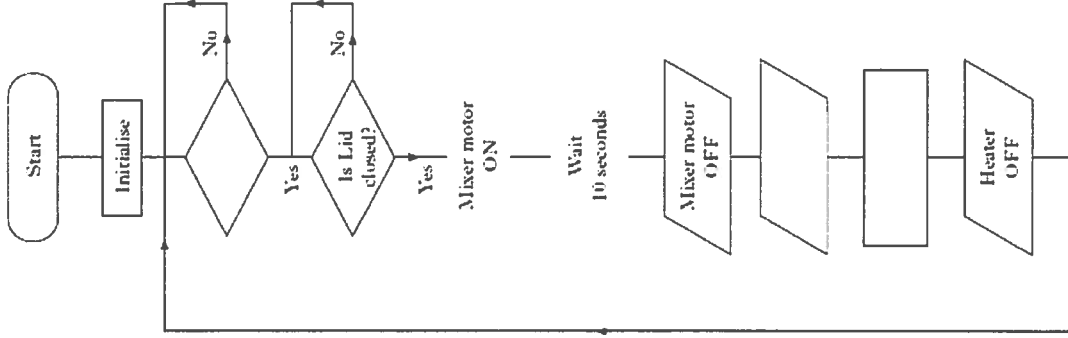 Start
Initialise
No
Yes
Is Lid
closed?
No
Yes
Mixer motor
ON
Wait
10 seconds
Mixer motor
OFF
Heater
OFF